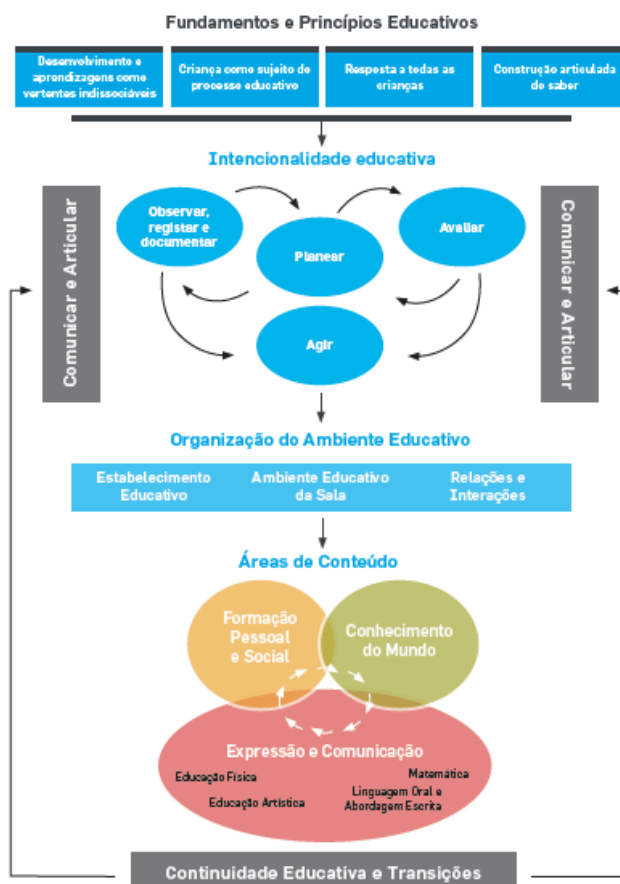 Fundamentos e Princípios Educativos
Desenvolvimento e
aprendizagens como
vertentes indissociáveis
Criança como sujeito do
processo educativo
Resposta a todas as
crianças
Construção articulada
do saber
Intencionalidade educativa
Comunicar e Articular
Observar,
registar e
documentar
Planear
Avaliar
Agir
Comunicar e Articular
Organização do Ambiente Educativo
Estabelecimento
Educativo
Ambiente Educativo
da Sala
Relações e
Interações
Áreas de Conteúdo
Formação
Pessoal
e Social
Conhecimento
do Mundo
Expressão e Comunicação
Educação Física
Matemática
Educação Artística
Linguagem Oral e
Abordagem Escrita
Continuidade Educativa e Transições